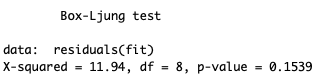 Box-Ljung test
data:  residuals(fit)
X-squared = 11.94, df = 8, p-value = 0.1539